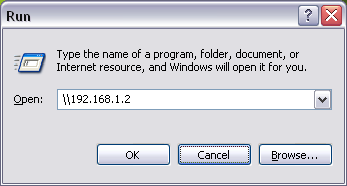 Run
Type the name of a program, folder, document, or
Internet resource, and Windows will open it for you.
Open: \\192.168.1.2
OK Cancel Browse...